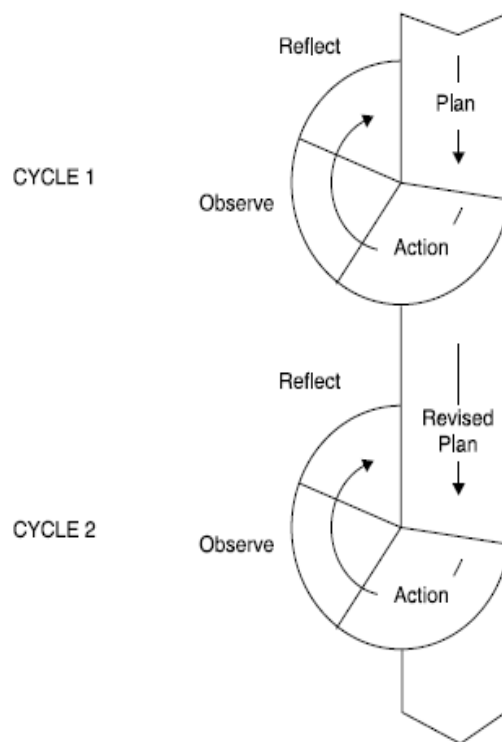 Reflect
Plan
CYCLE 1
Observe
Action
Reflect
Revised
Plan
CYCLE 2
Observe
Action